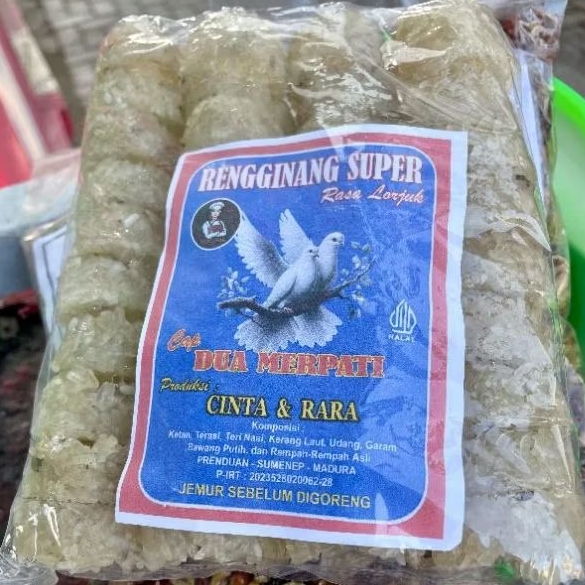 RENGGINANG SUPER
Rasa Lorjuk
HALAL
Cap
DUA MERPATI
Produksi :
CINTA & RARA
Komposisi :
Ketan, Terasi, Teri Nasi, Kerang Laut, Udang, Garam
Bawang Putih, dan Rempah-Rempah Asli
PRENDUAN - SUMENEP - MADURA
P-IRT : 2023528020062-28
JEMUR SEBELUM DIGORENG